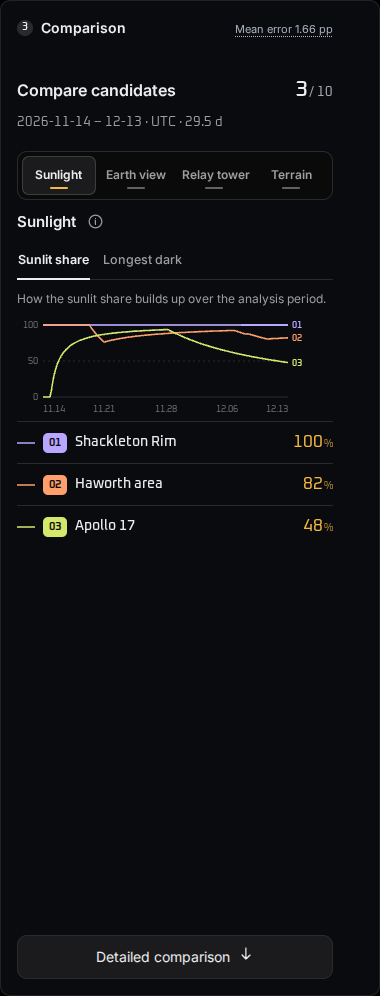 3 Comparison Mean error 1.66 pp
Compare candidates 3 / 10
2026-11-14 – 12-13 · UTC · 29.5 d
Sunlight Earth view Relay tower Terrain
Sunlight
Sunlit share Longest dark
How the sunlit share builds up over the analysis period.
100 01
02
50 03
0
11.14 11.21 11.28 12.06 12.13
01 Shackleton Rim 100%
02 Haworth area 82%
03 Apollo 17 48%
Detailed comparison ↓